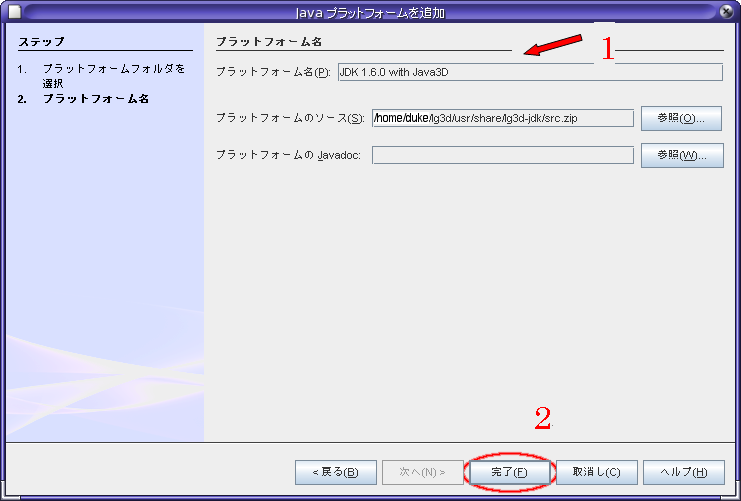 Java プラットフォームを追加
ステップ
1. プラットフォームフォルダを
選択
2. プラットフォーム名
プラットフォーム名
1
プラットフォーム名(P): JDK 1.6.0 with Java3D
プラットフォームのソース(S): /home/duke/lg3d/usr/share/lg3d-jdk/src.zip 参照(O)...
プラットフォームの Javadoc: 参照(W)...
2
< 戻る(B) 次へ(N) > 完了(F) 取消し(C) ヘルプ(H)